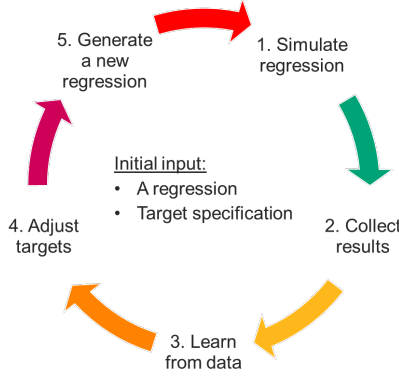 5. Generate
a new
regression
1. Simulate
regression
Initial input:
• A regression
• Target specification
4. Adjust
targets
2. Collect
results
3. Learn
from data